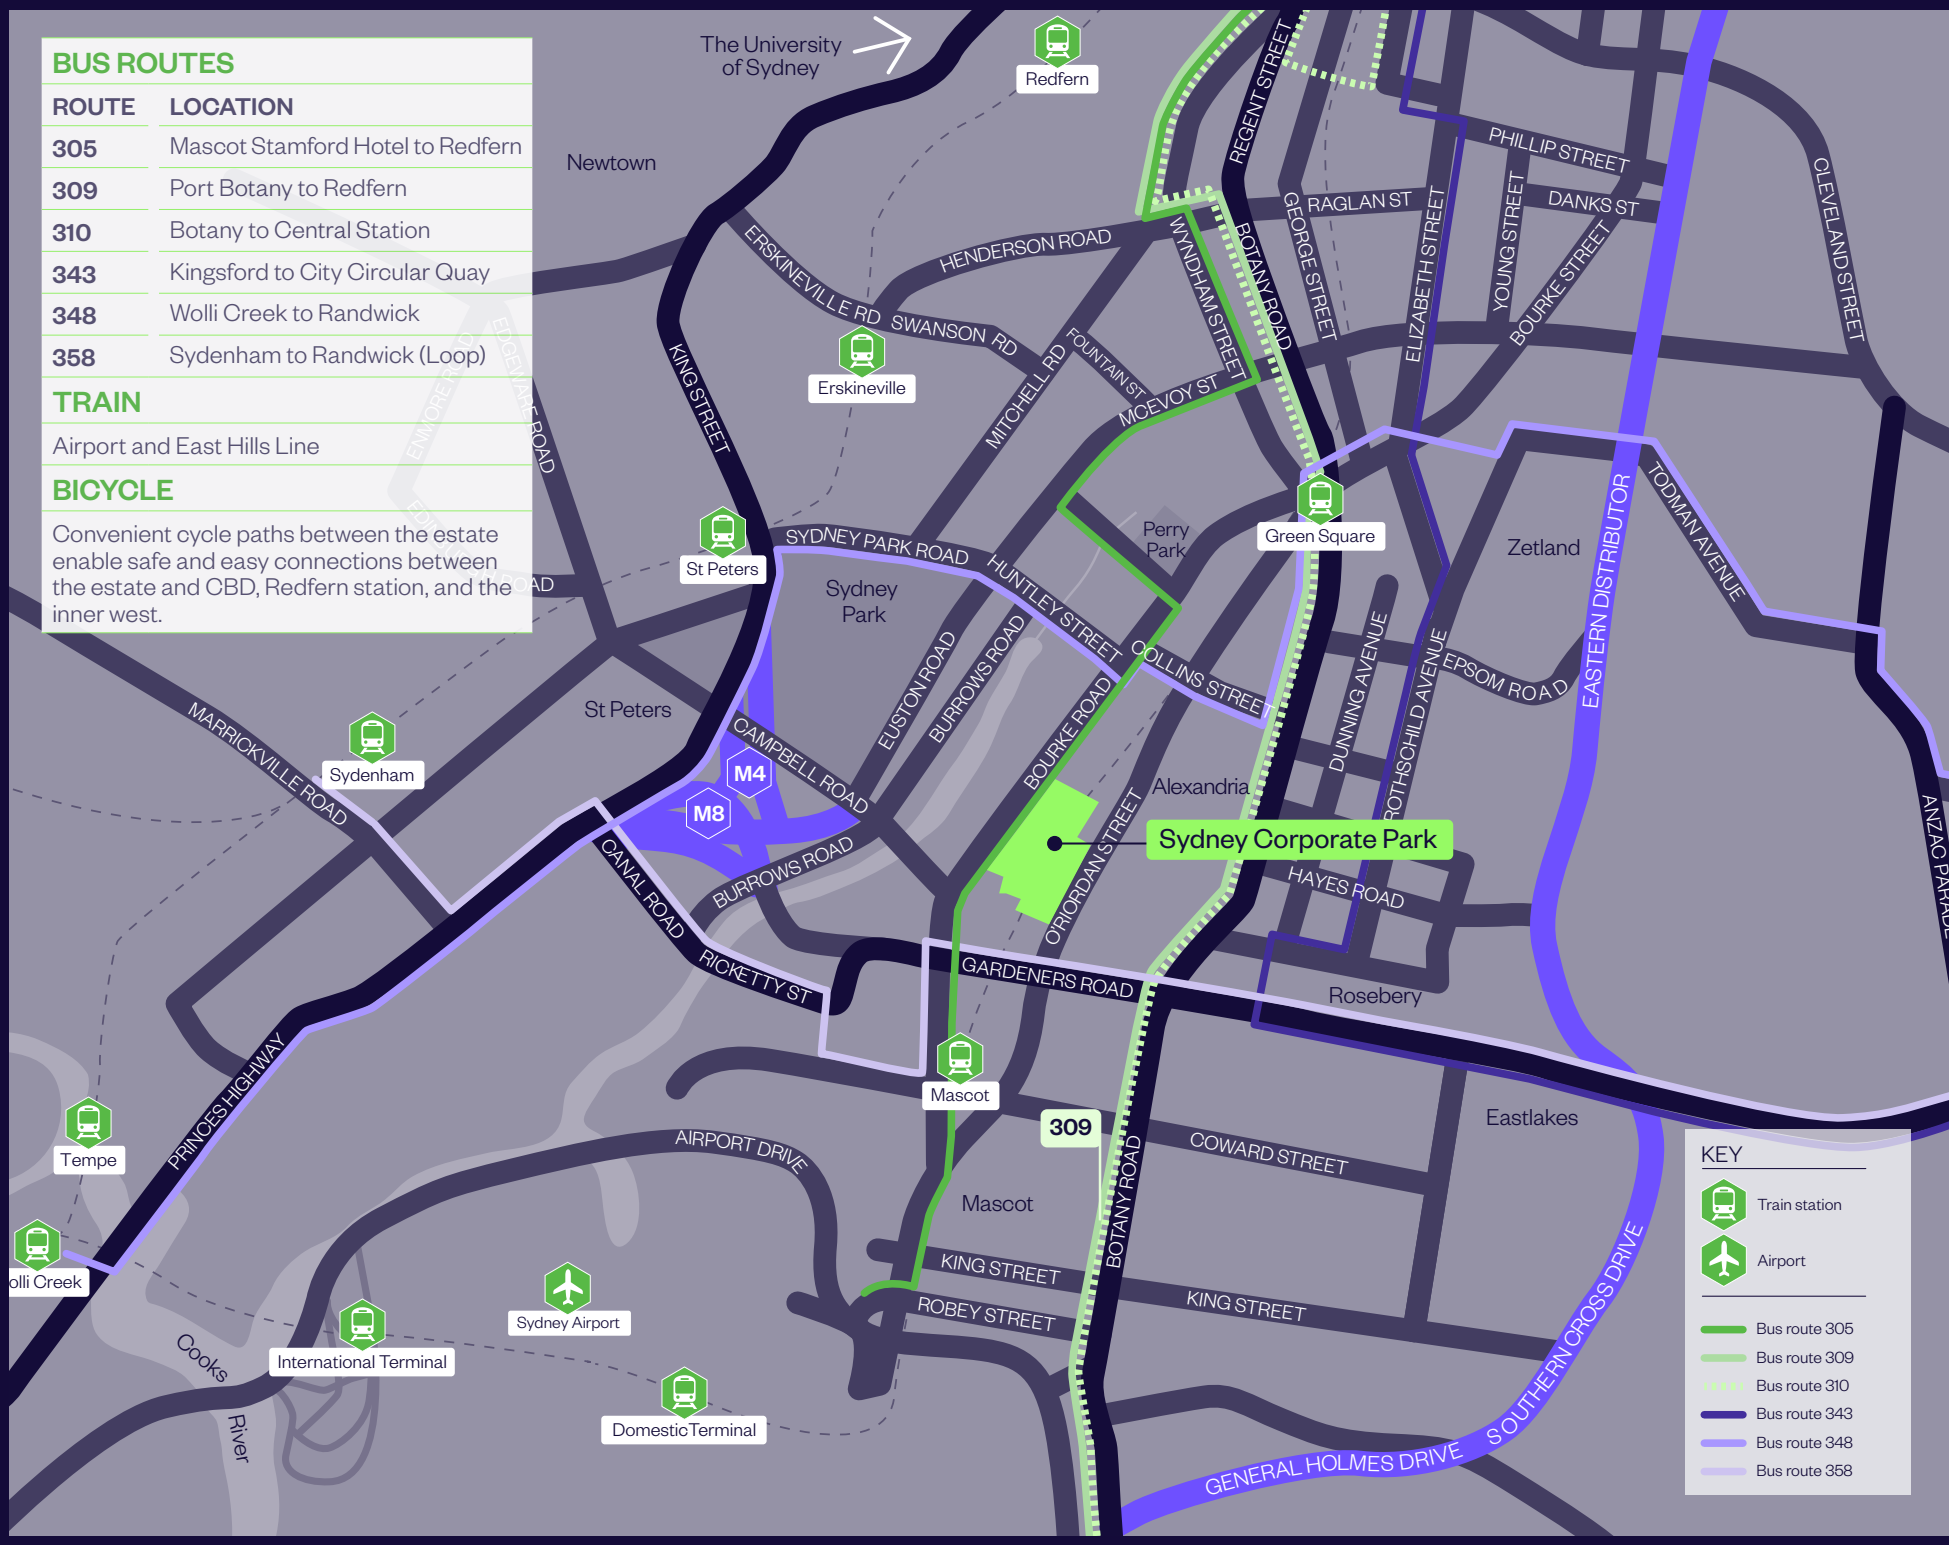 BUS ROUTES
ROUTE LOCATION
305 Mascot Stamford Hotel to Redfern
309 Port Botany to Redfern
310 Botany to Central Station
343 Kingsford to City Circular Quay
348 Wolli Creek to Randwick
358 Sydenham to Randwick (Loop)
TRAIN
Airport and East Hills Line
BICYCLE
Convenient cycle paths between the estate
enable safe and easy connections between
the estate and CBD, Redfern station, and the
inner west.
ENMORE ROAD
EDGEWARE ROAD
ROAD
The University
of Sydney
Redfern
Newtown
REGENT STREET
PHILLIP STREET
DANKS ST
RAGLAN ST
GEORGE STREET
ELIZABETH STREET
YOUNG STREET
BOURKE STREET
CLEVELAND STREET
ERSKINEVILLE RD
HENDERSON ROAD
WYNDHAM STREET
BOTANY ROAD
SWANSON RD
FOUNTAIN ST
MITCHELL RD
MCEVOY ST
KING STREET
Erskineville
St Peters
SYDNEY PARK ROAD
Sydney
Park
HUNTLEY STREET
Perry
Park
Green Square
Zetland
EASTERN DISTRIBUTOR
TODMAN AVENUE
COLLINS STREET
EUSTON ROAD
BURROWS ROAD
BOURKE ROAD
DUNNING AVENUE
ROTHSCHILD AVENUE
EPSOM ROAD
St Peters
MARRICKVILLE ROAD
Sydenham
CAMPBELL ROAD
M4
M8
BURROWS ROAD
CANAL ROAD
RICKETTY ST
Alexandria
O'RIORDAN STREET
Sydney Corporate Park
HAYES ROAD
ANZAC PARADE
GARDENERS ROAD
Rosebery
PRINCES HIGHWAY
Mascot
Eastlakes
309
BOTANY ROAD
COWARD STREET
AIRPORT DRIVE
Tempe
olli Creek
Mascot
KING STREET
KING STREET
ROBEY STREET
Sydney Airport
International Terminal
Domestic Terminal
Cooks
River
SOUTHERN CROSS DRIVE
GENERAL HOLMES DRIVE
KEY
Train station
Airport
Bus route 305
Bus route 309
Bus route 310
Bus route 343
Bus route 348
Bus route 358